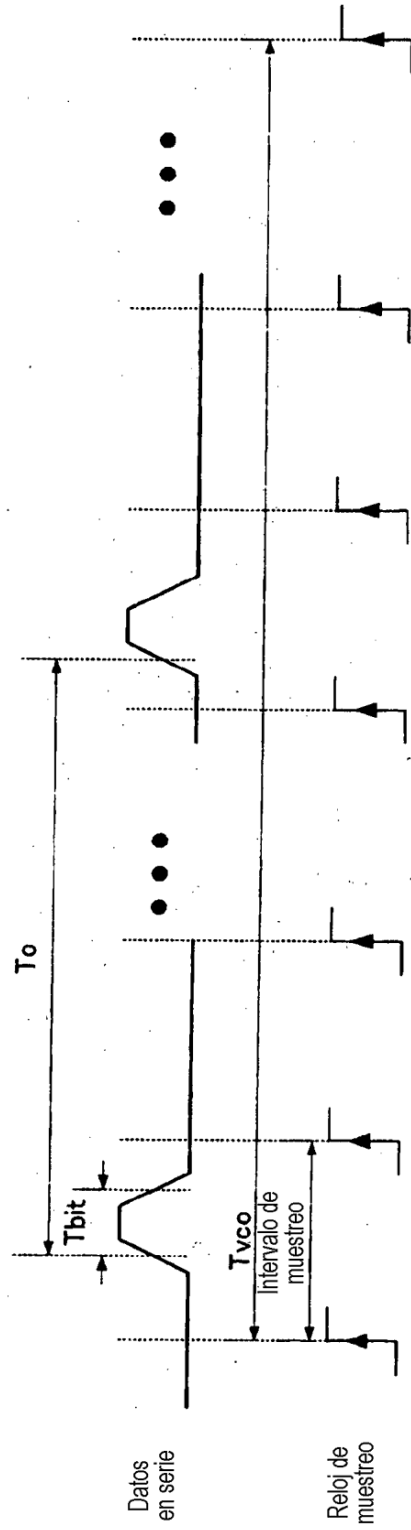 To
Tbit
Datos
en serie
Tvco
Intervalo de
muestreo
Reloj de
muestreo